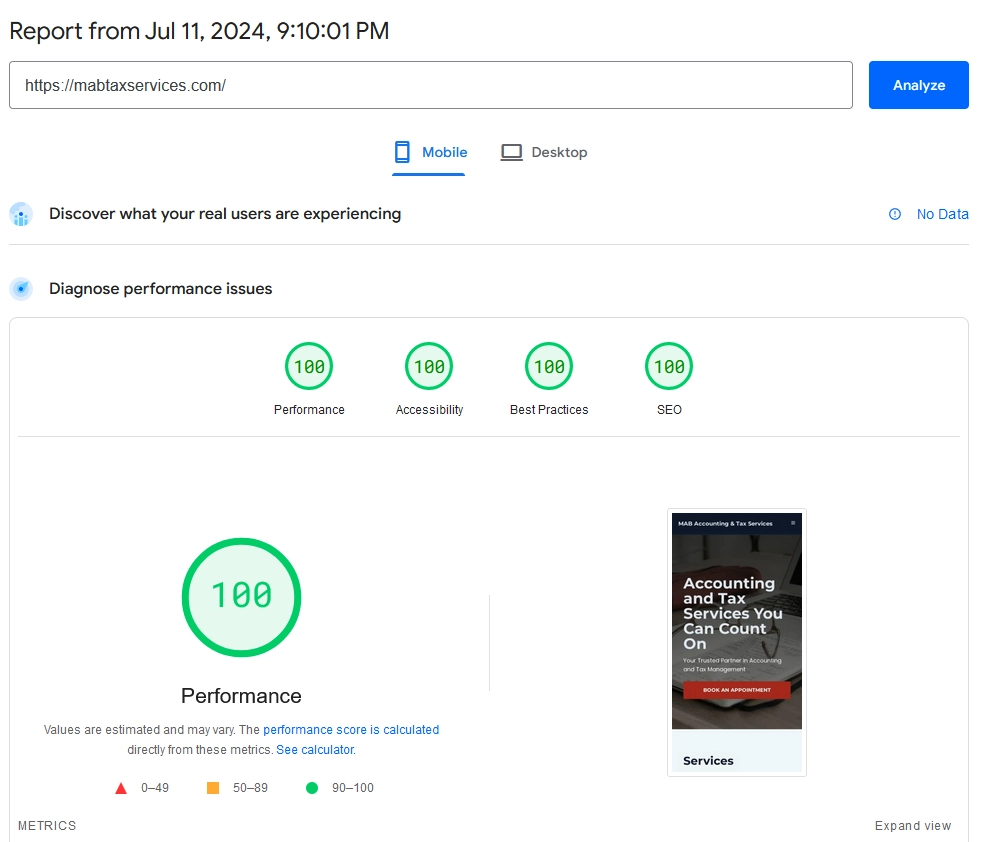 Report from Jul 11, 2024, 9:10:01 PM
https://mabtaxservices.com/
Analyze
Mobile
Desktop
Discover what your real users are experiencing
No Data
Diagnose performance issues
100
100
100
100
Performance
Accessibility
Best Practices
SEO
100
Performance
Values are estimated and may vary. The performance score is calculated
directly from these metrics. See calculator.
0–49
50–89
90–100
MAB Accounting & Tax Services
Accounting
and Tax
Services You
Can Count
On
Your Trusted Partner in Accounting
and Tax Management
BOOK AN APPOINTMENT
Services
METRICS
Expand view